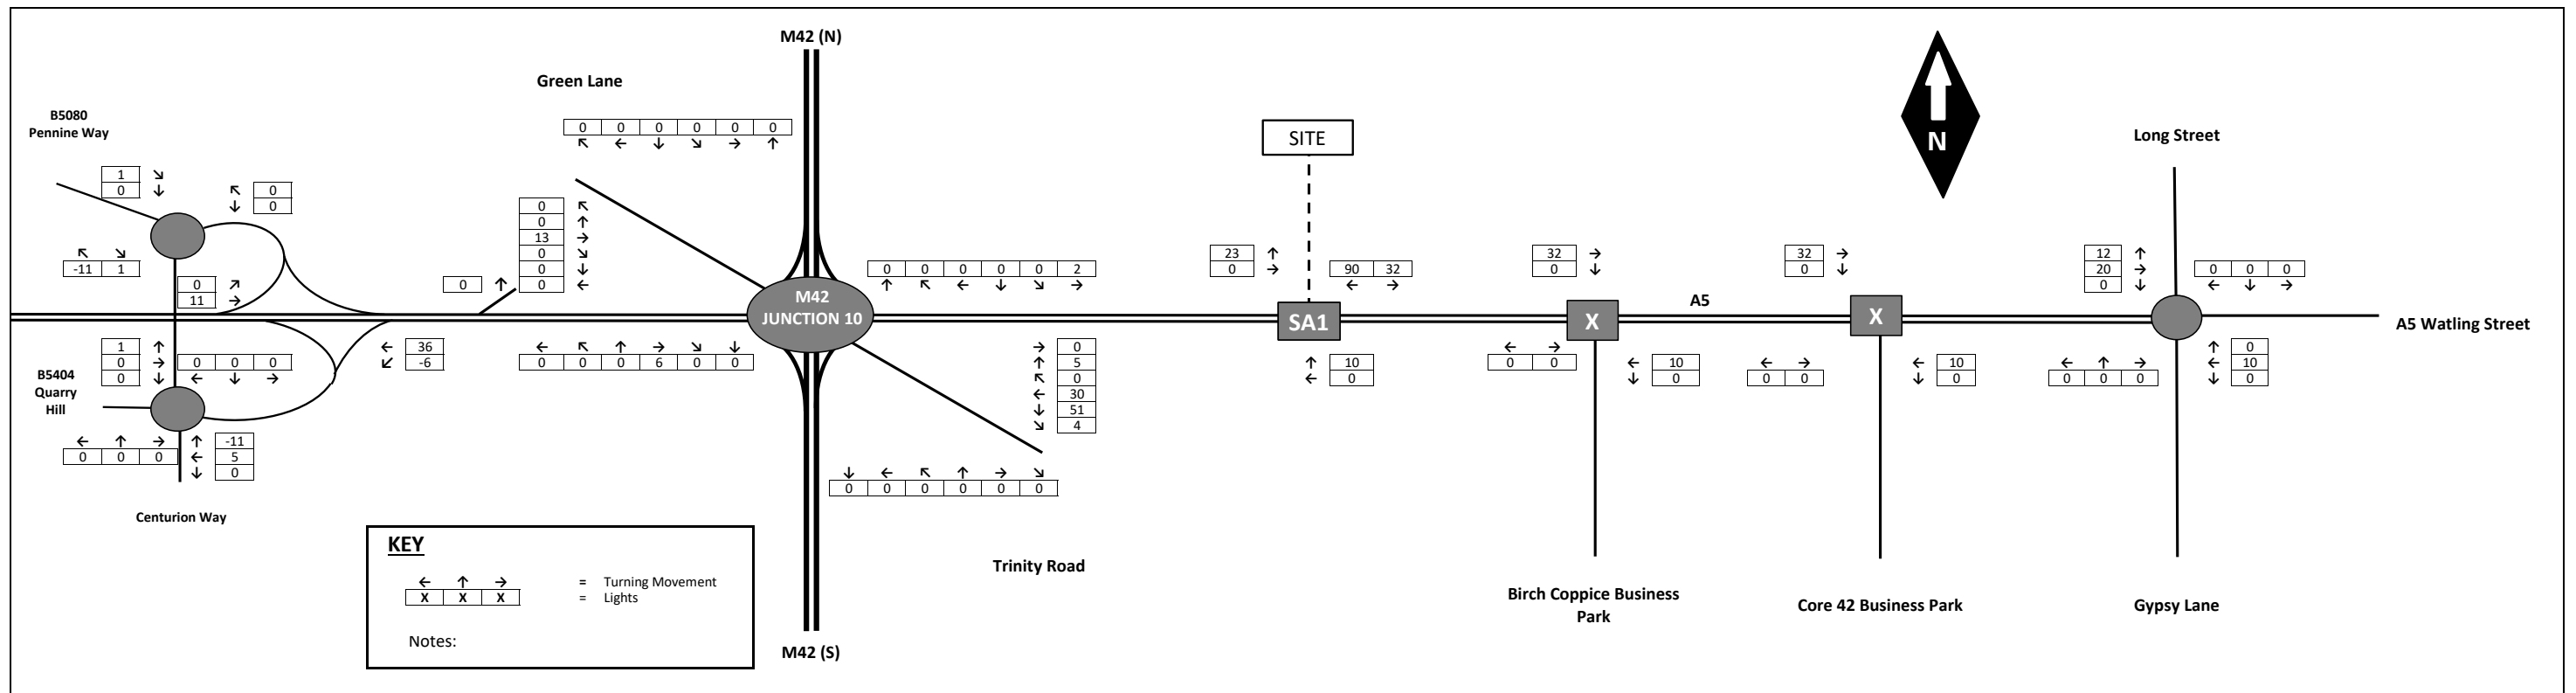 M42 (N)
Green Lane
B5080
Pennine Way
0 0 0 0 0 0
↖ ← ↓ ↘ → ↑
SITE
N
Long Street
1 ↘
0 ↓
↖ 0
↓ 0
↖ ↘
-11 1
0 ↗
11 →
0 ↑
0 ↖
0 ↑
13 →
0 ↘
0 ↓
0 ←
M42
JUNCTION 10
0 0 0 0 0 2
↑ ↖ ← ↓ ↘ →
23 ↑
0 →
90 32
← →
SA1
32 →
0 ↓
X
A5
32 →
0 ↓
X
12 ↑
20 →
0 ↓
0 0 0
← ↓ →
A5 Watling Street
1 ↑
0 →
0 ↓
0 0 0
← ↓ →
← 36
↙ -6
← ↖ ↑ → ↘ ↓
0 0 0 6 0 0
→ 0
↑ 5
↖ 0
← 30
↓ 51
↘ 4
↑ 10
← 0
← →
0 0
← 10
↓ 0
← →
0 0
← 10
↓ 0
← ↑ →
0 0 0
↑ 0
← 10
↓ 0
B5404
Quarry
Hill
← ↑ →
0 0 0
↑ -11
← 5
↓ 0
↓ ← ↖ ↑ → ↘
0 0 0 0 0 0
Centurion Way
Trinity Road
Birch Coppice Business
Park
Core 42 Business Park
Gypsy Lane
KEY
← ↑ → = Turning Movement
X X X = Lights
Notes:
M42 (S)